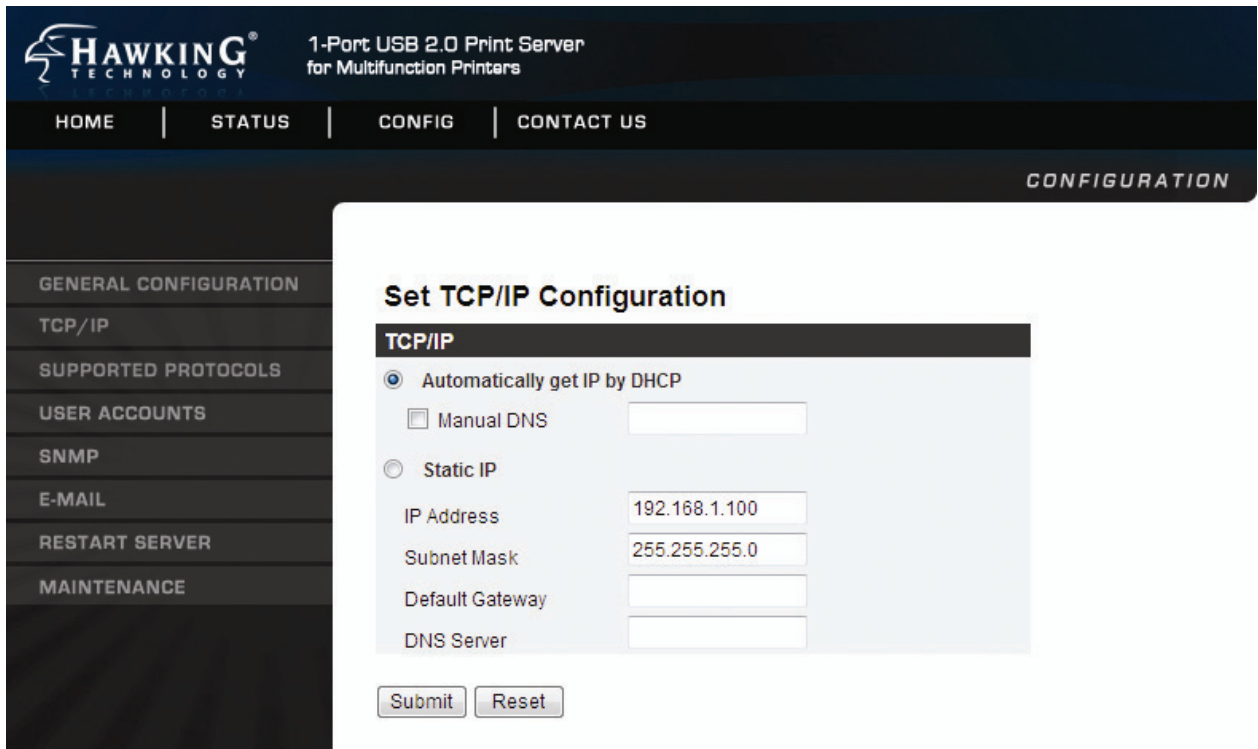 HAWKING®
TECHNOLOGY
1-Port USB 2.0 Print Server
for Multifunction Printers
HOME | STATUS | CONFIG | CONTACT US
CONFIGURATION
GENERAL CONFIGURATION
TCP/IP
SUPPORTED PROTOCOLS
USER ACCOUNTS
SNMP
E-MAIL
RESTART SERVER
MAINTENANCE
Set TCP/IP Configuration
TCP/IP
Automatically get IP by DHCP
Manual DNS
Static IP
IP Address 192.168.1.100
Subnet Mask 255.255.255.0
Default Gateway
DNS Server
Submit Reset